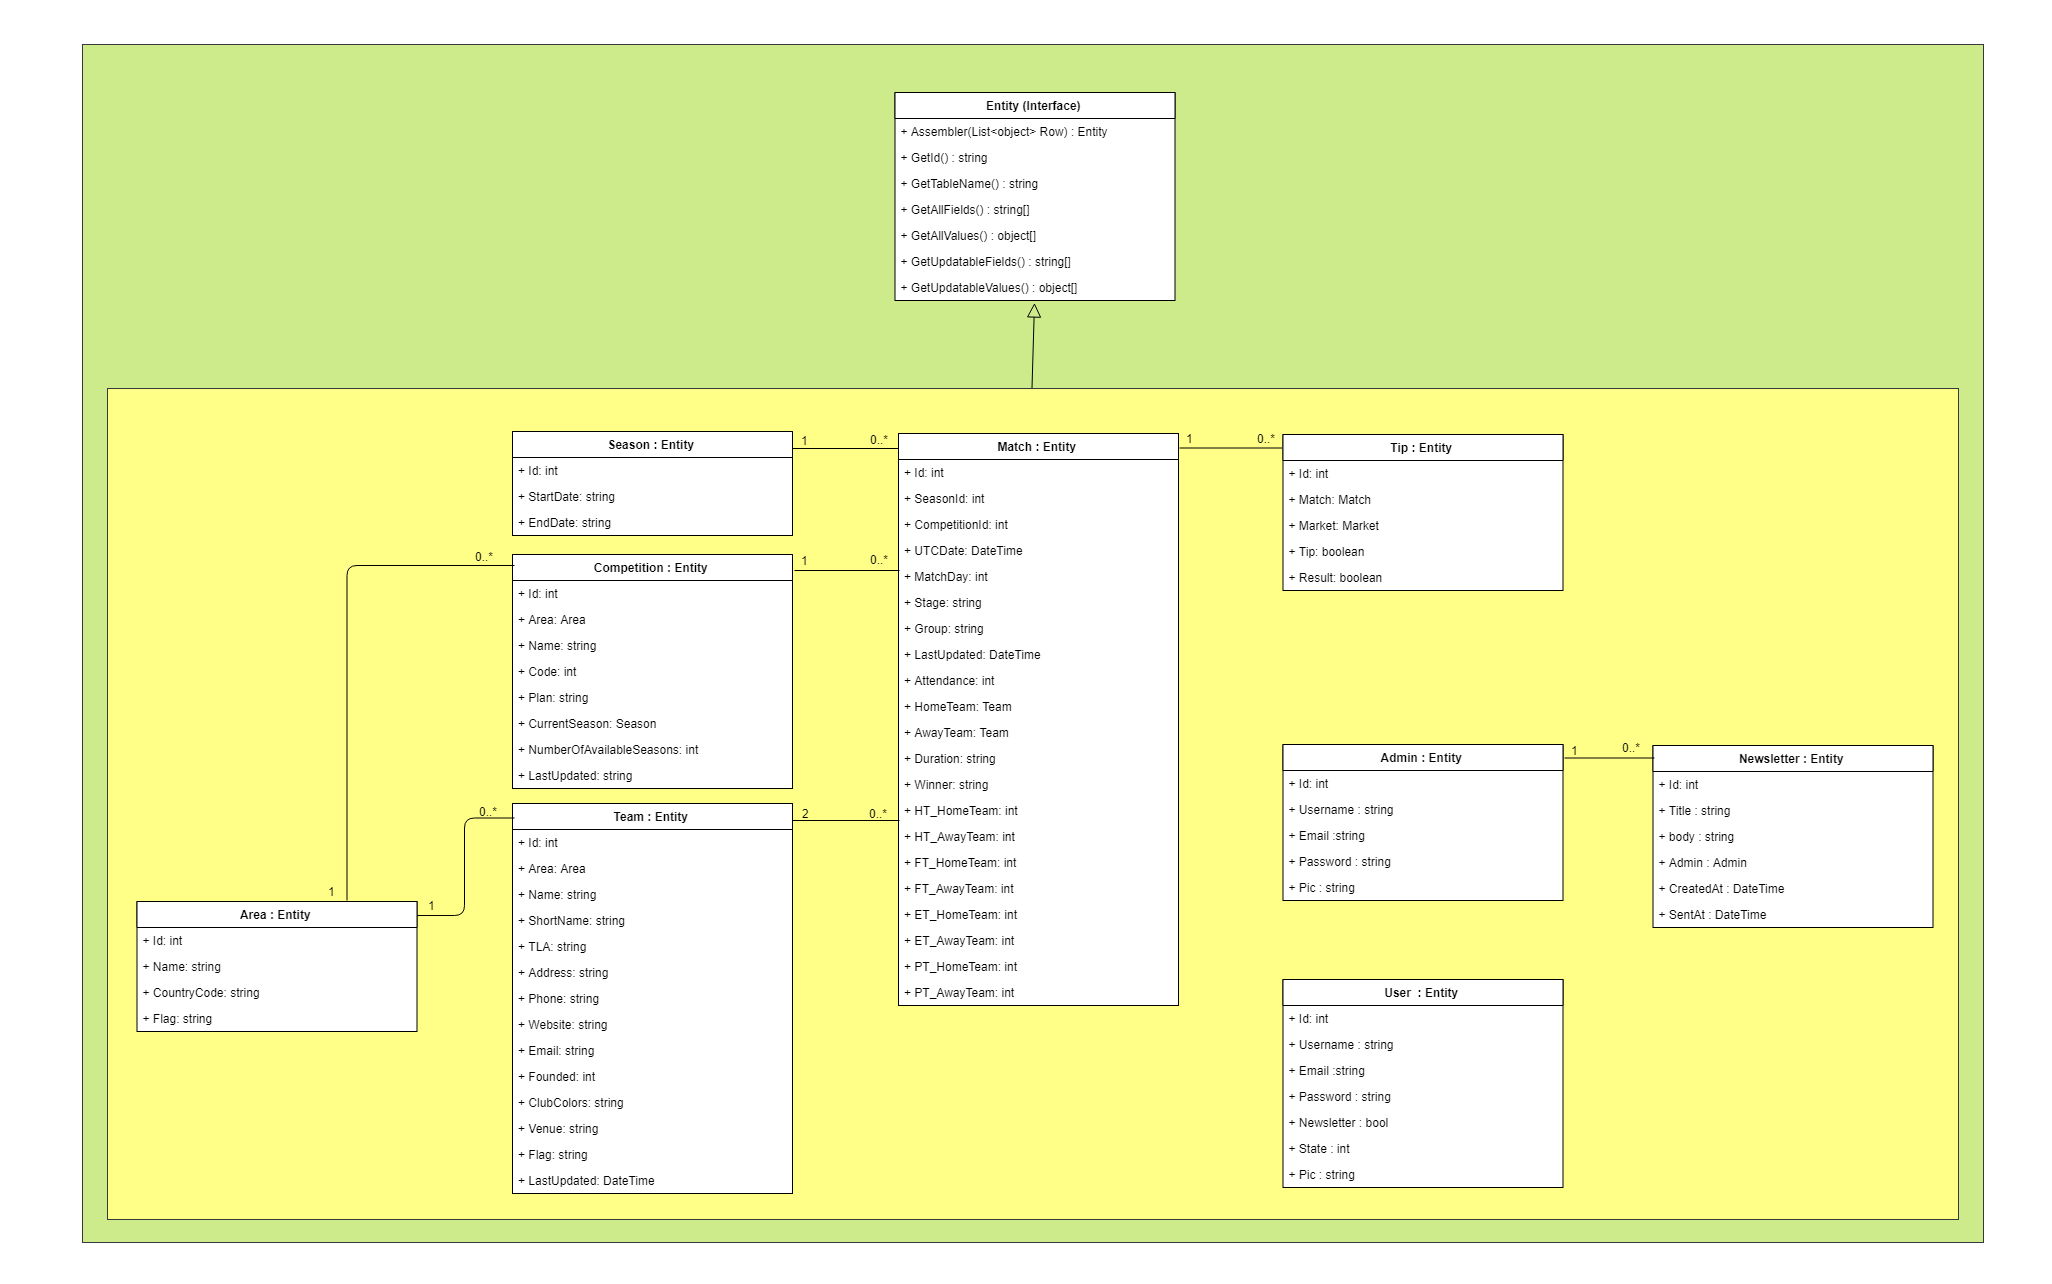 Entity (Interface)
+ Assembler(List<object> Row) : Entity
+ GetId() : string
+ GetTableName() : string
+ GetAllFields() : string[]
+ GetAllValues() : object[]
+ GetUpdatableFields() : string[]
+ GetUpdatableValues() : object[]
Season : Entity
+ Id: int
+ StartDate: string
+ EndDate: string
1
0..*
Competition : Entity
+ Id: int
+ Area: Area
+ Name: string
+ Code: int
+ Plan: string
+ CurrentSeason: Season
+ NumberOfAvailableSeasons: int
+ LastUpdated: string
0..*
1
0..*
Team : Entity
+ Id: int
+ Area: Area
+ Name: string
+ ShortName: string
+ TLA: string
+ Address: string
+ Phone: string
+ Website: string
+ Email: string
+ Founded: int
+ ClubColors: string
+ Venue: string
+ Flag: string
+ LastUpdated: DateTime
0..*
2
0..*
1
1
Area : Entity
+ Id: int
+ Name: string
+ CountryCode: string
+ Flag: string
Match : Entity
+ Id: int
+ SeasonId: int
+ CompetitionId: int
+ UTCDate: DateTime
+ MatchDay: int
+ Stage: string
+ Group: string
+ LastUpdated: DateTime
+ Attendance: int
+ HomeTeam: Team
+ AwayTeam: Team
+ Duration: string
+ Winner: string
+ HT_HomeTeam: int
+ HT_AwayTeam: int
+ FT_HomeTeam: int
+ FT_AwayTeam: int
+ ET_HomeTeam: int
+ ET_AwayTeam: int
+ PT_HomeTeam: int
+ PT_AwayTeam: int
1
0..*
Tip : Entity
+ Id: int
+ Match: Match
+ Market: Market
+ Tip: boolean
+ Result: boolean
Admin : Entity
+ Id: int
+ Username : string
+ Email :string
+ Password : string
+ Pic : string
1
0..*
Newsletter : Entity
+ Id: int
+ Title : string
+ body : string
+ Admin : Admin
+ CreatedAt : DateTime
+ SentAt : DateTime
User : Entity
+ Id: int
+ Username : string
+ Email :string
+ Password : string
+ Newsletter : bool
+ State : int
+ Pic : string